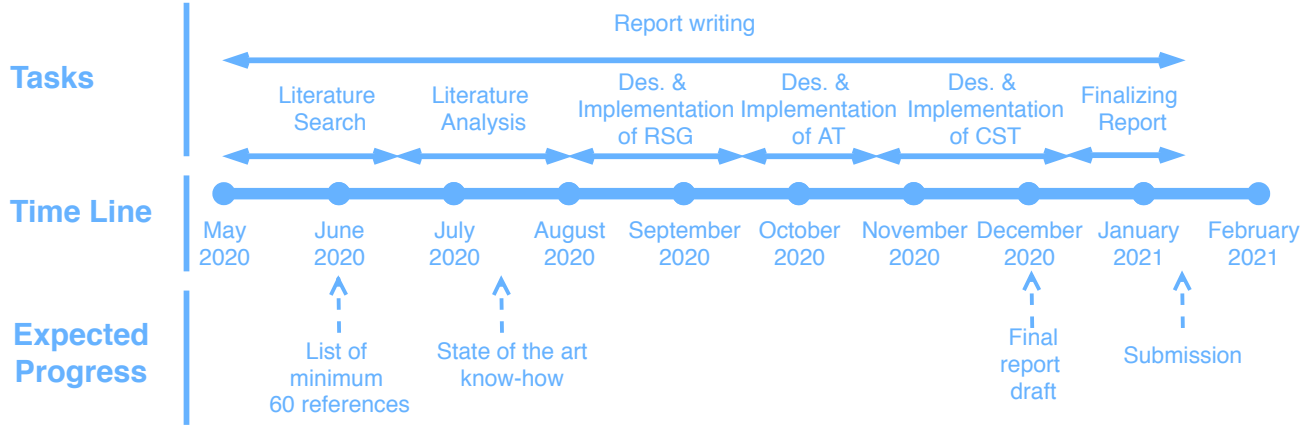 Tasks
Report writing
Literature
Search
Literature
Analysis
Des. &
Implementation
of RSG
Des. &
Implementation
of AT
Des. &
Implementation
of CST
Finalizing
Report
Time Line
May
2020
June
2020
July
2020
August
2020
September
2020
October
2020
November
2020
December
2020
January
2021
February
2021
Expected
Progress
List of
minimum
60 references
State of the art
know-how
Final
report
draft
Submission